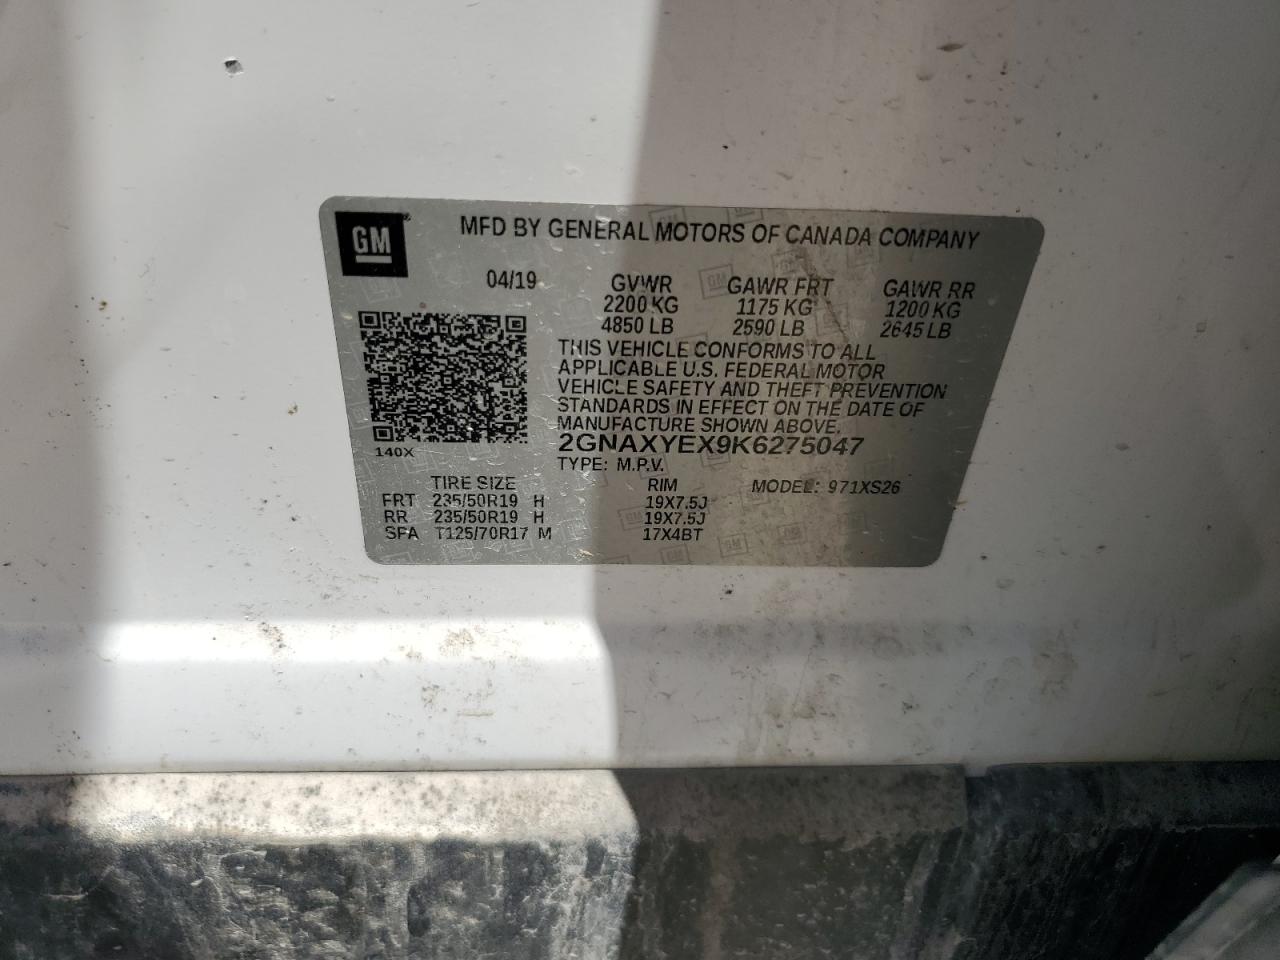 GM
MFD BY GENERAL MOTORS OF CANADA COMPANY
04/19 GVWR GAWR FRT GAWR RR
2200 KG 1175 KG 1200 KG
4850 LB 2590 LB 2645 LB
THIS VEHICLE CONFORMS TO ALL
APPLICABLE U.S. FEDERAL MOTOR
VEHICLE SAFETY AND THEFT PREVENTION
STANDARDS IN EFFECT ON THE DATE OF
MANUFACTURE SHOWN ABOVE.
2GNAXYEX9K6275047
140X
TYPE: M.P.V.
TIRE SIZE RIM MODEL: 971XS26
FRT 235/50R19 H 19X7.5J
RR 235/50R19 H 19X7.5J
SFA T125/70R17 M 17X4BT